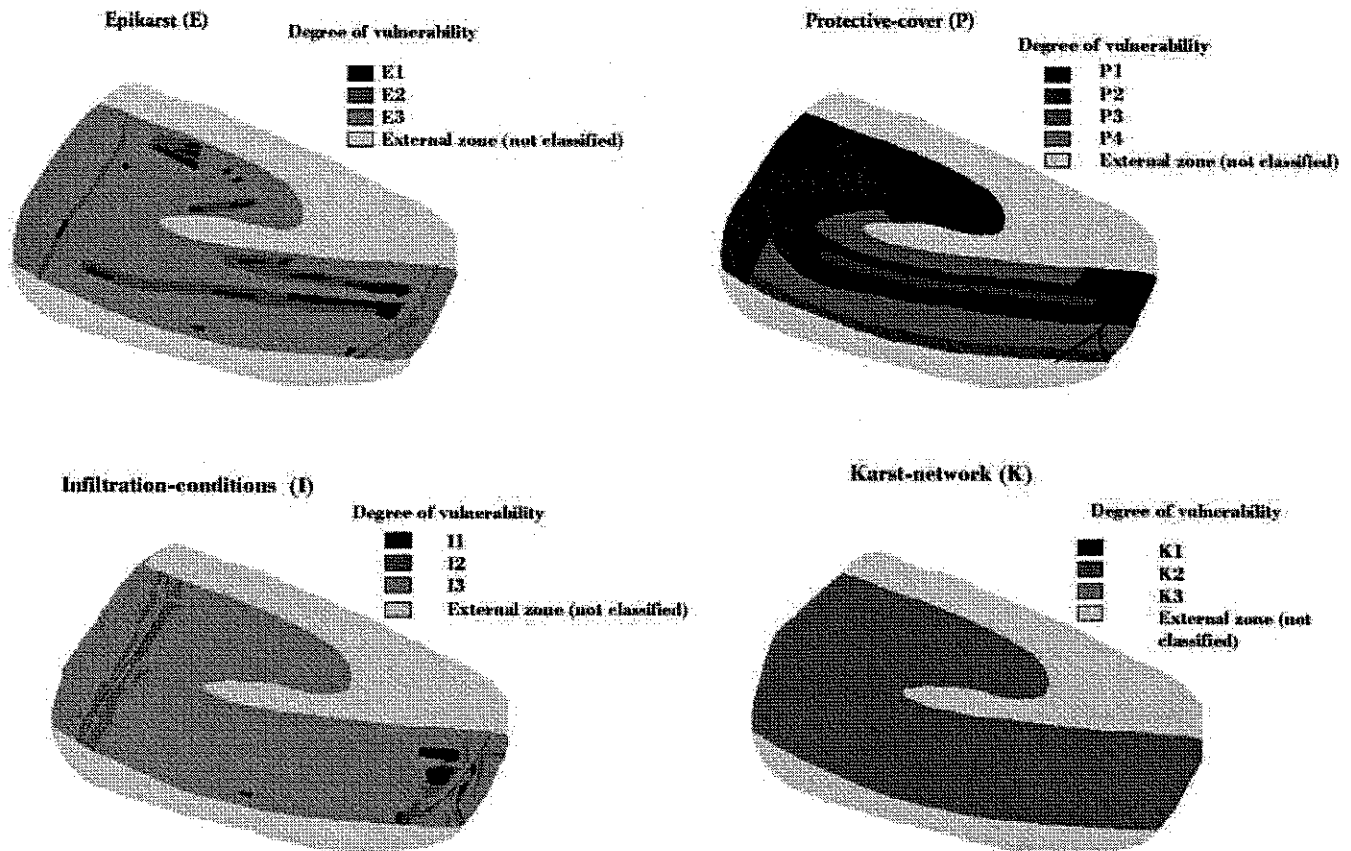 Epikarst (E)
Degree of vulnerability
E1
E2
E3
External zone (not classified)
Protective-cover (P)
Degree of vulnerability
P1
P2
P3
P4
External zone (not classified)
Infiltration-conditions (I)
Degree of vulnerability
I1
I2
I3
External zone (not classified)
Karst-network (K)
Degree of vulnerability
K1
K2
K3
External zone (not
classified)